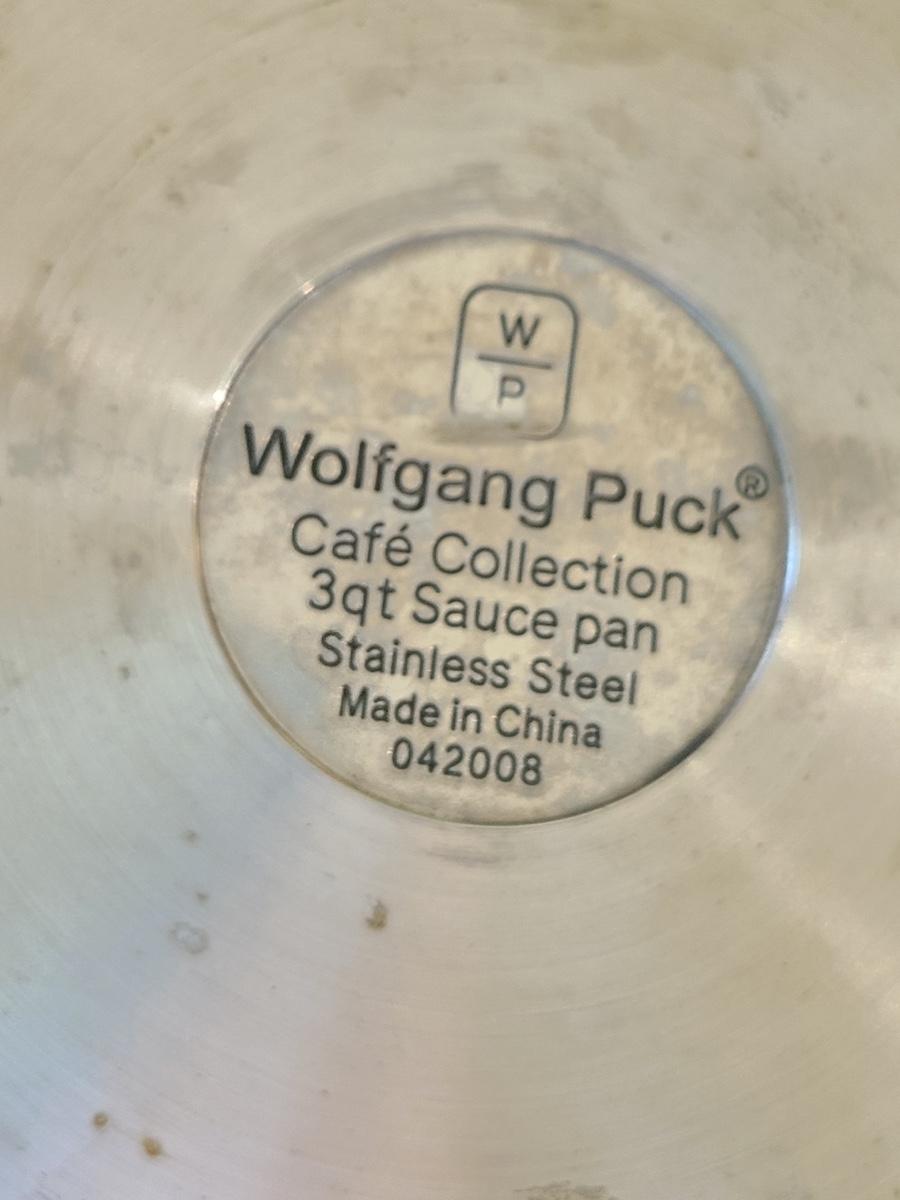 W
P
Wolfgang Puck®
Café Collection
3qt Sauce pan
Stainless Steel
Made in China
042008